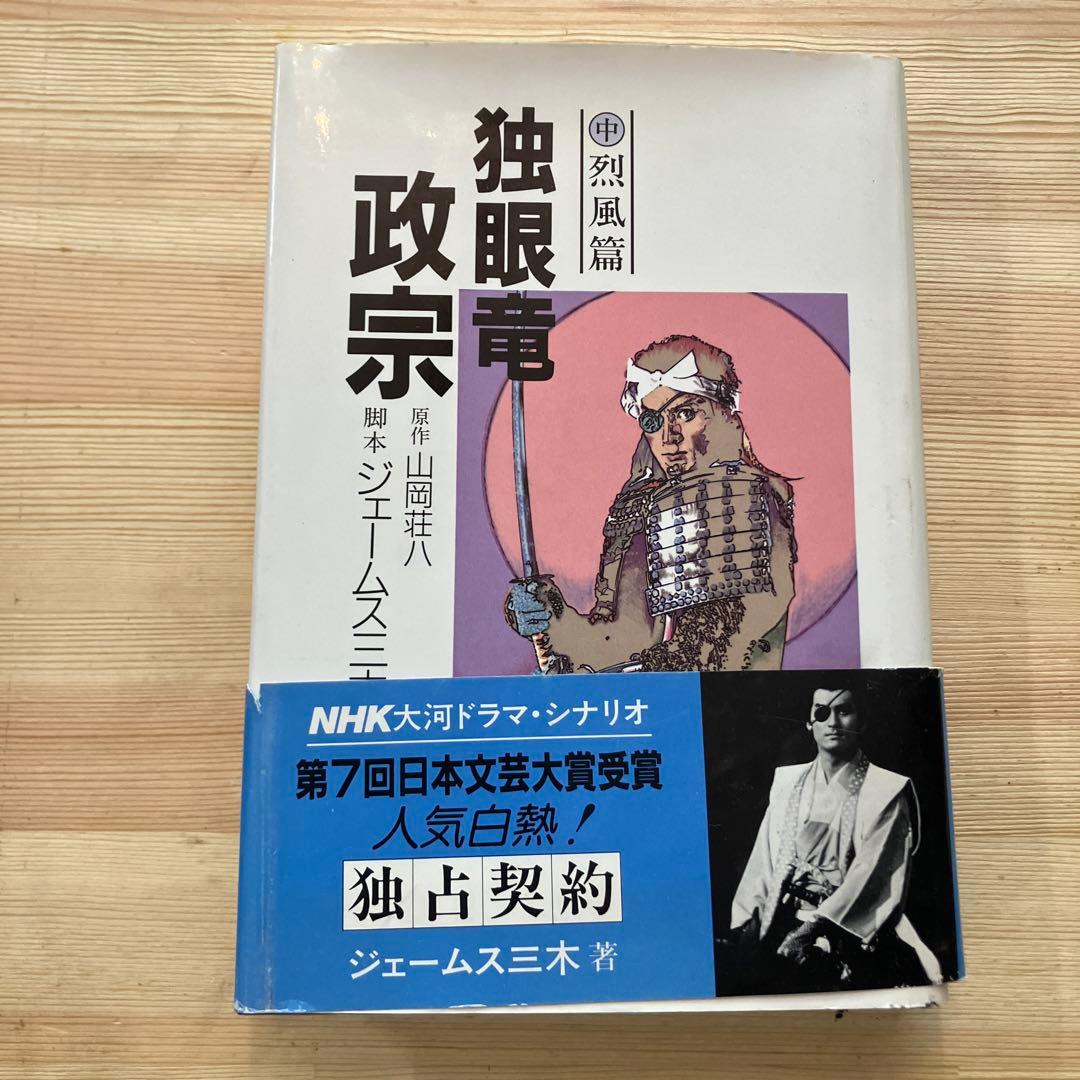 中 烈風篇
独眼竜
政宗
原作 山岡荘八
脚本 ジェームス三木
NHK大河ドラマ・シナリオ
第7回日本文芸大賞受賞
人気白熱!
独占契約
ジェームス三木 著